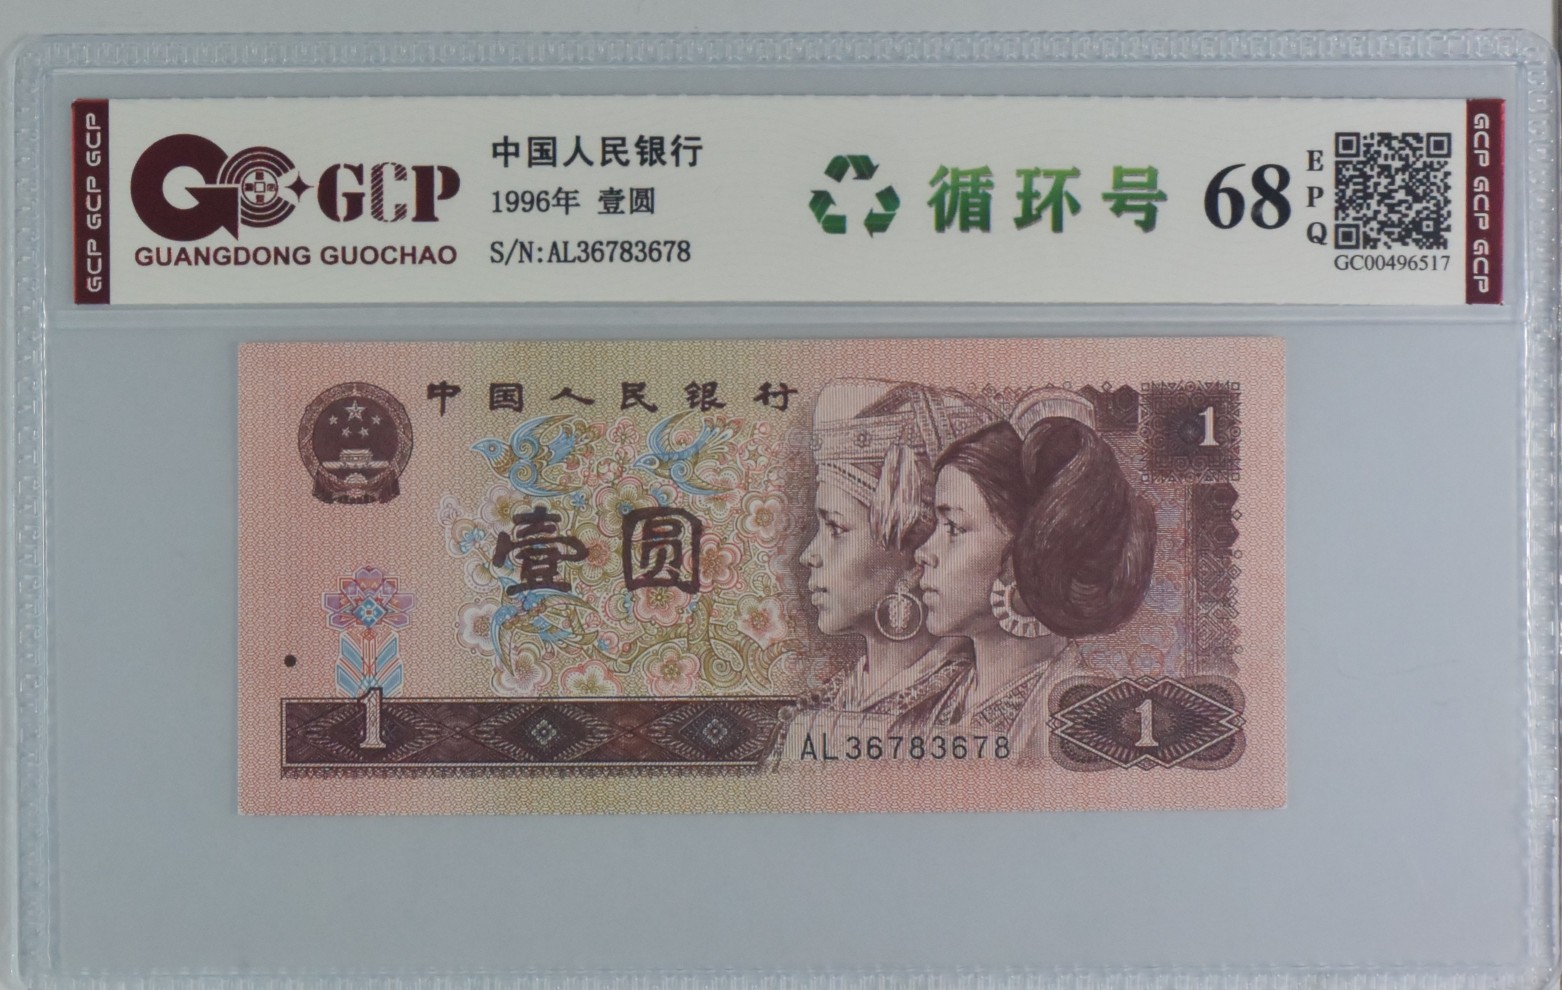 GCP GCP GCP
GCP
GUANGDONG GUOCHAO
中国人民银行
1996年 壹圆
S/N:AL36783678
循环号
68
EPQ
GC00496517
GCP GCP GCP
中国人民银行
1
壹圆
1
AL36783678
1